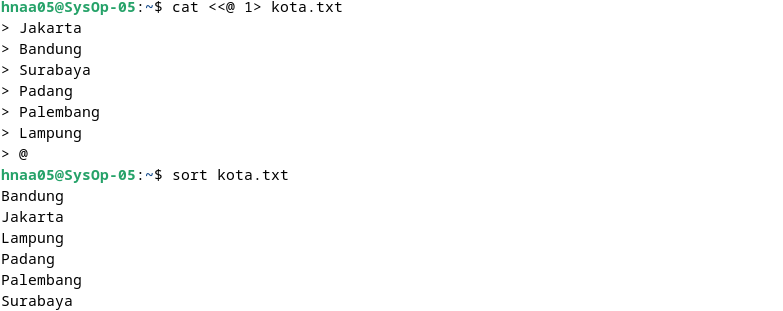 hnaa05@SysOp-05:~$ cat <<@ 1> kota.txt
> Jakarta
> Bandung
> Surabaya
> Padang
> Palembang
> Lampung
> @
hnaa05@SysOp-05:~$ sort kota.txt
Bandung
Jakarta
Lampung
Padang
Palembang
Surabaya